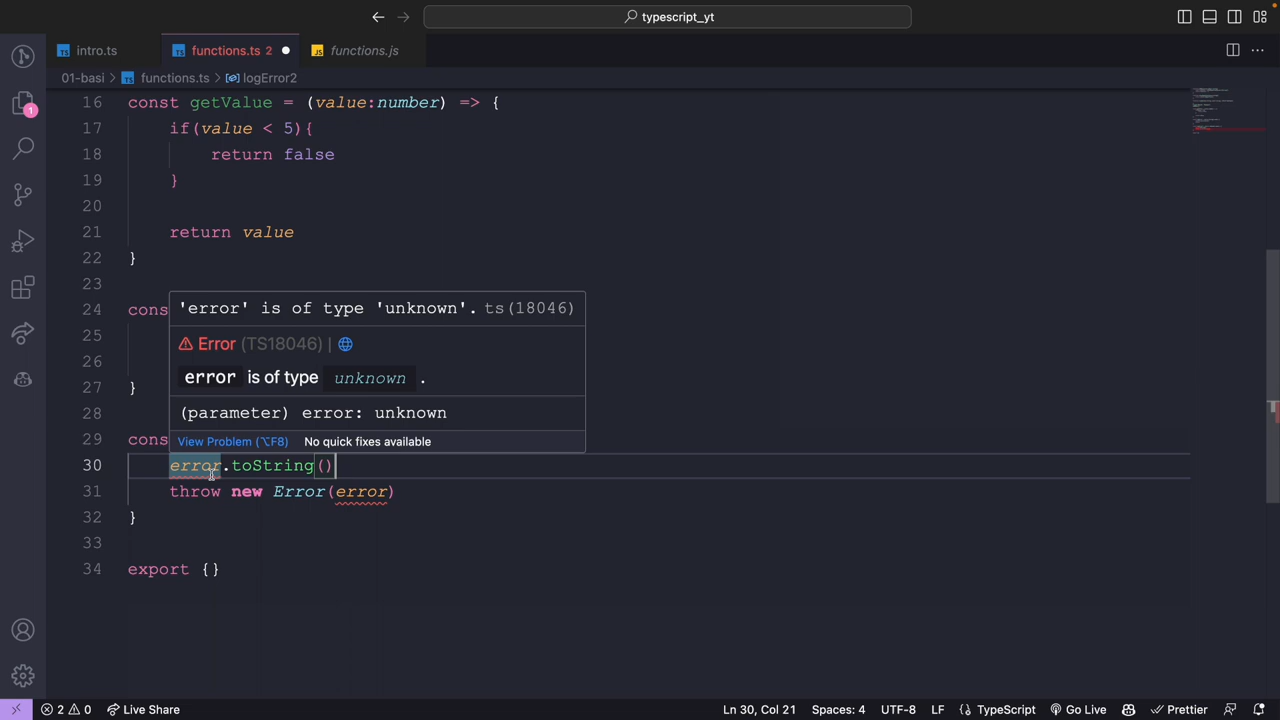 typescript_yt
intro.ts
functions.ts 2
functions.js
01-basi > functions.ts > logError2
16 const getValue = (value:number) => {
17 if(value < 5){
18 return false
19 }
20
21 return value
22 }
23
24 cons
'error' is of type 'unknown'. ts(18046)
25
Error (TS18046) |
26
error is of type unknown .
27 }
28
(parameter) error: unknown
29 cons
View Problem (⌥F8) No quick fixes available
30 error.toString()
31 throw new Error(error)
32 }
33
34 export {}
1
2 0 Live Share
Ln 30, Col 21 Spaces: 4 UTF-8 LF {} TypeScript Go Live Prettier